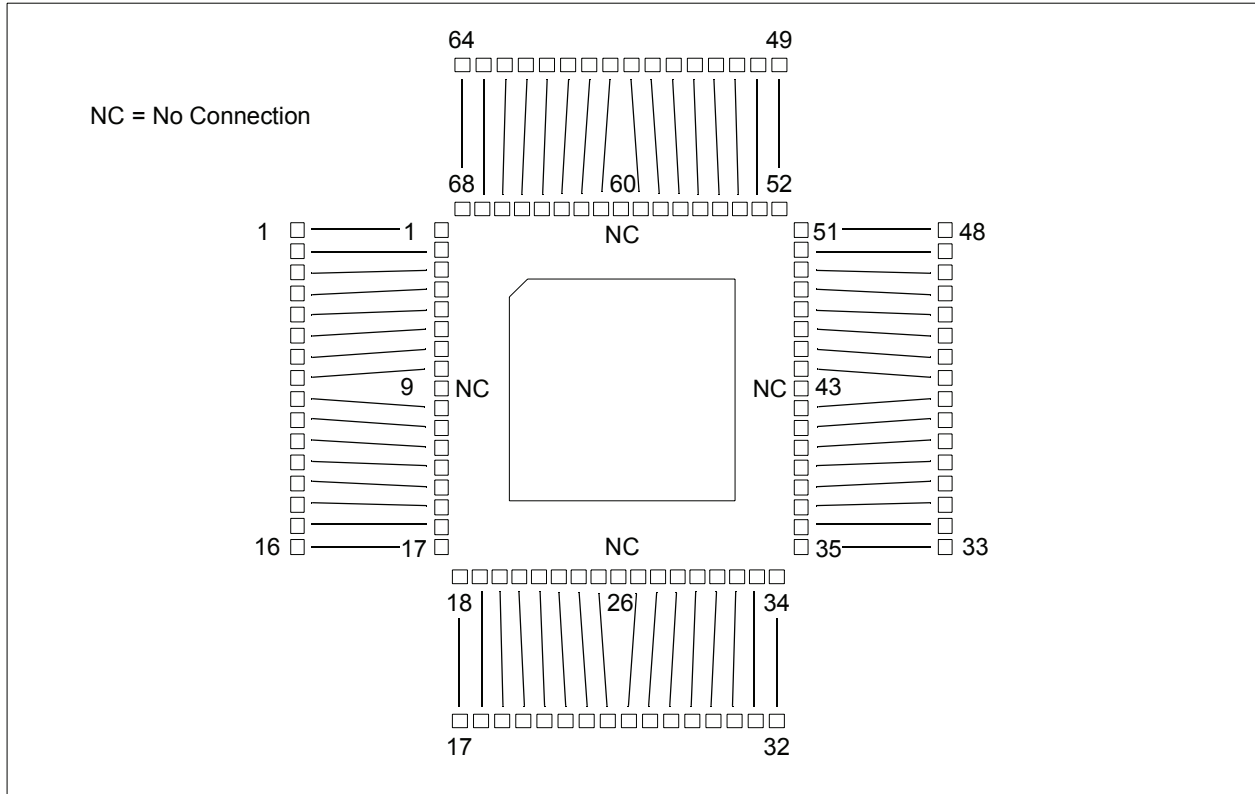 64 49
NC = No Connection
68 60 52
1 1 NC 51 48
9 NC NC 43
16 17 NC 35 33
18 26 34
17 32